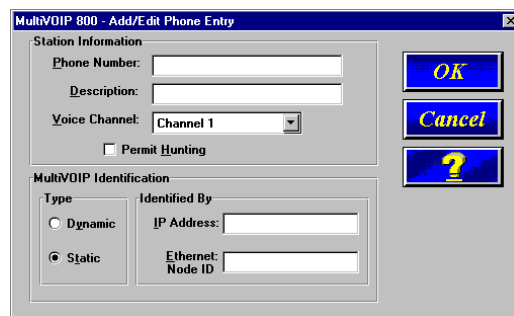 MultiVOIP 800 - Add/Edit Phone Entry
Station Information
Phone Number:
Description:
Voice Channel: Channel 1
Permit Hunting
OK
Cancel
?
MultiVOIP Identification
Type
Dynamic
Static
Identified By
IP Address:
Ethernet
Node ID